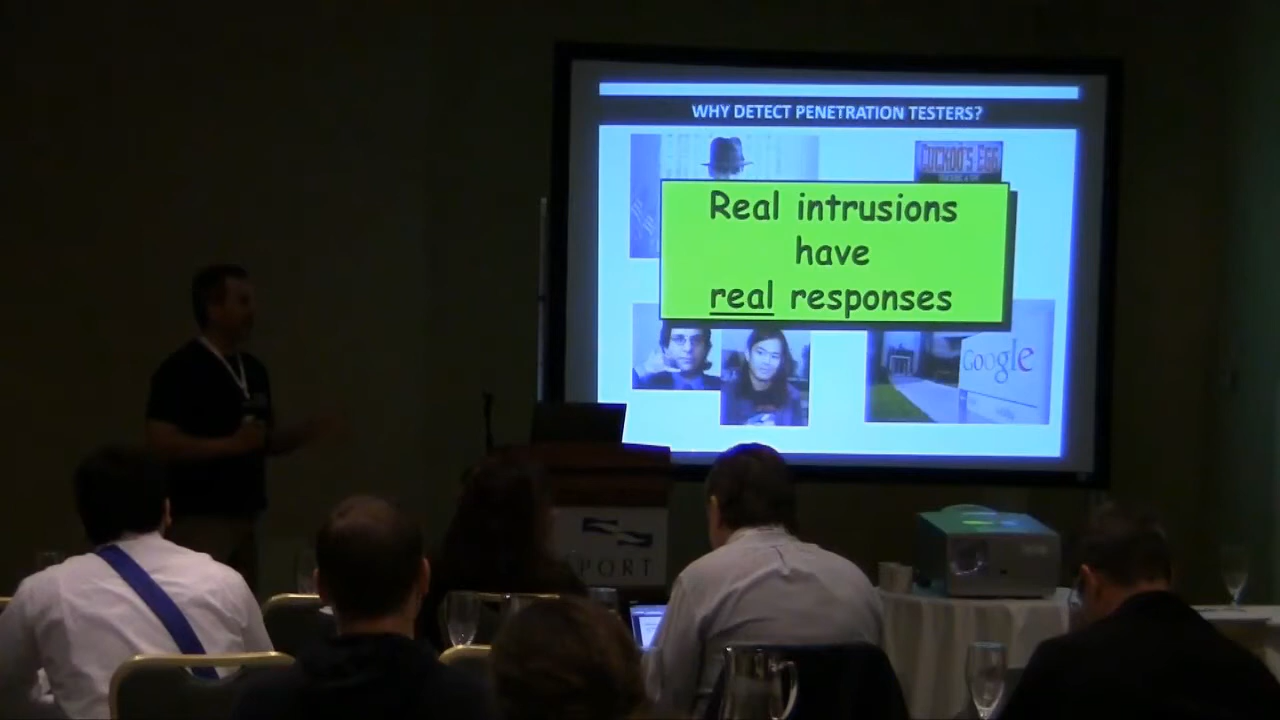 WHY DETECT PENETRATION TESTERS?
CUCKOO'S EGG
Real intrusions
have
real responses
Google
PORT